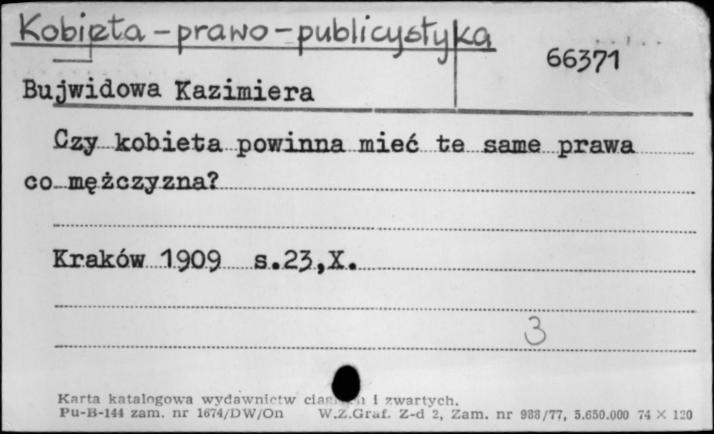 Kobieta – prawo – publicystyka
66371
Bujwidowa Kazimiera
Czy kobieta powinna mieć te same prawa
co mężczyzna?
Kraków 1909 s.23,X.
3
Karta katalogowa wydawnictw i zwartych.
Pu-B-144 zam. nr 1674/DW/On W.Z.Graf. Z-d 2, Zam. nr 988/77, 5.650.000 74 X 120